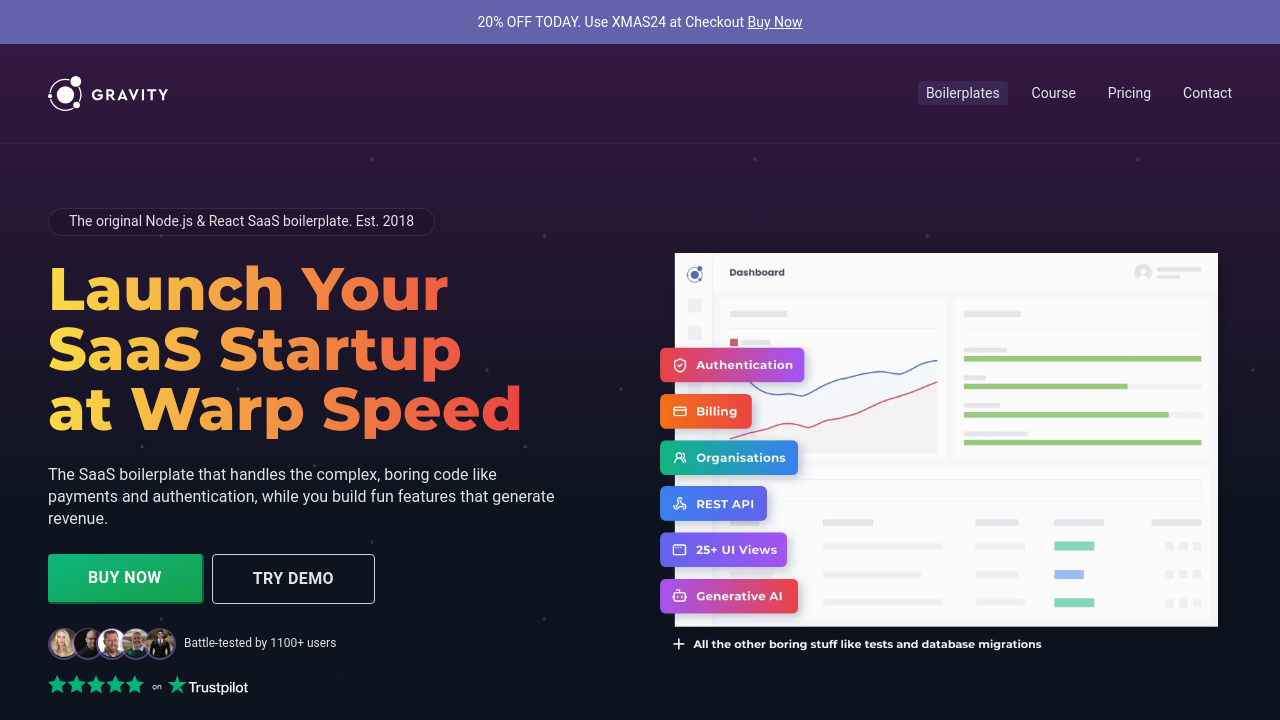 20% OFF TODAY. Use XMAS24 at Checkout Buy Now
GRAVITY
Boilerplates
Course
Pricing
Contact
The original Node.js & React SaaS boilerplate. Est. 2018
Launch Your
SaaS Startup
at Warp Speed
The SaaS boilerplate that handles the complex, boring code like
payments and authentication, while you build fun features that generate
revenue.
BUY NOW
TRY DEMO
Battle-tested by 1100+ users
on Trustpilot
Dashboard
Authentication
Billing
Organisations
REST API
25+ UI Views
Generative AI
All the other boring stuff like tests and database migrations